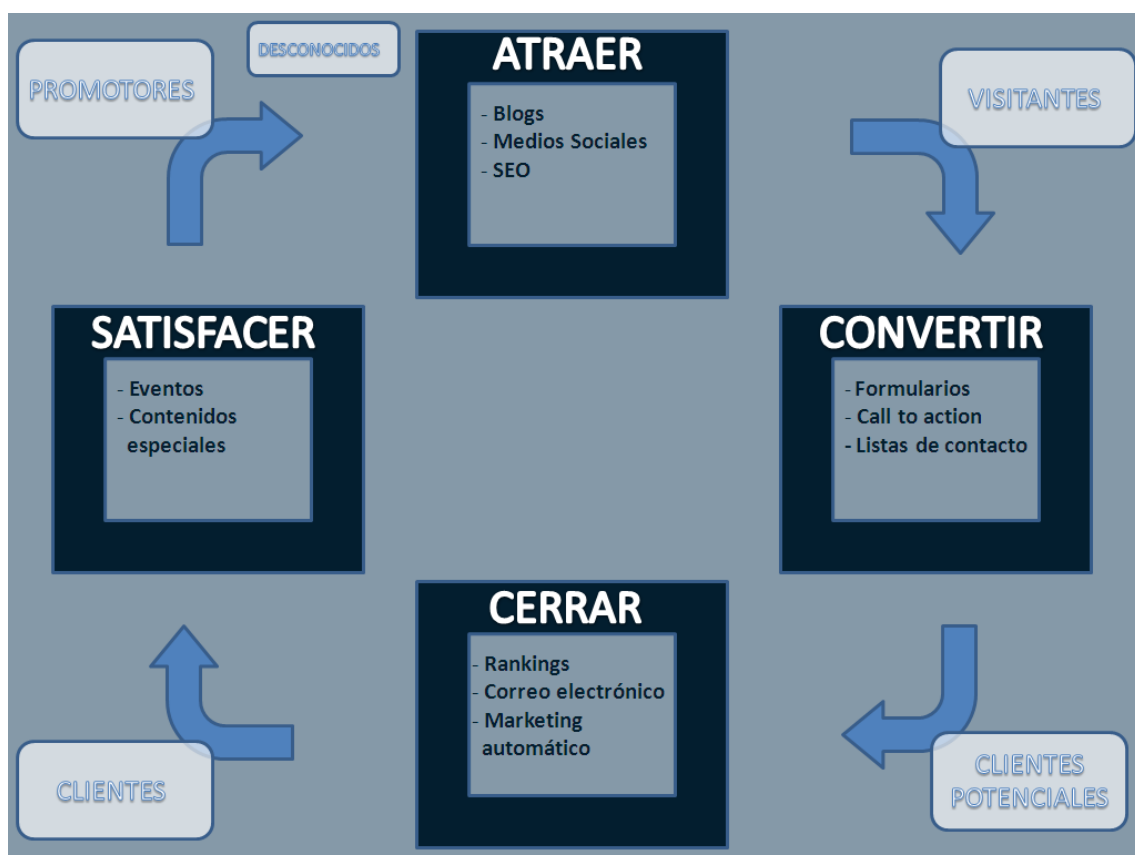 PROMOTORES
DESCONOCIDOS
ATRAER
- Blogs
- Medios Sociales
- SEO
VISITANTES
SATISFACER
- Eventos
- Contenidos
especiales
CONVERTIR
- Formularios
- Call to action
- Listas de contacto
CERRAR
- Rankings
- Correo electrónico
- Marketing
automático
CLIENTES
CLIENTES
POTENCIALES